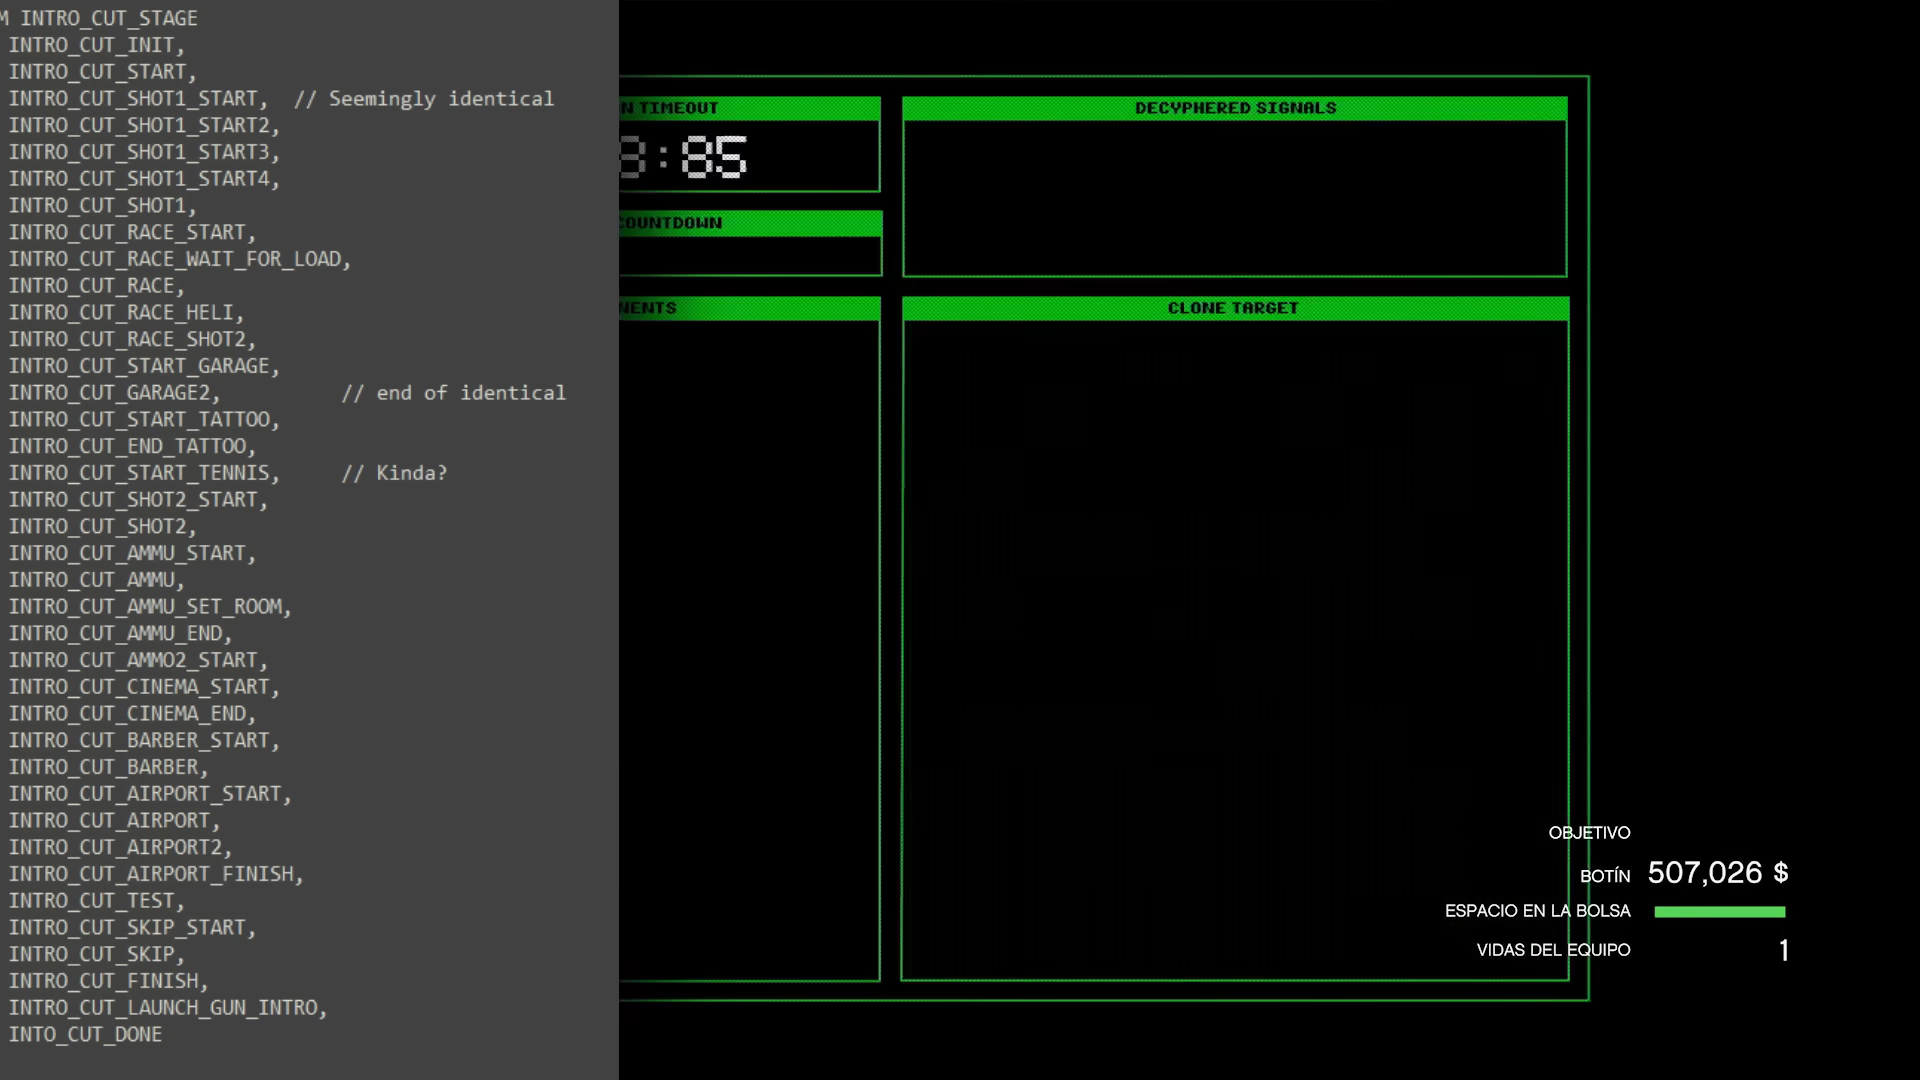 M INTRO_CUT_STAGE
INTRO_CUT_INIT,
INTRO_CUT_START,
INTRO_CUT_SHOT1_START, // Seemingly identical
INTRO_CUT_SHOT1_START2,
INTRO_CUT_SHOT1_START3,
INTRO_CUT_SHOT1_START4,
INTRO_CUT_SHOT1,
INTRO_CUT_RACE_START,
INTRO_CUT_RACE_WAIT_FOR_LOAD,
INTRO_CUT_RACE,
INTRO_CUT_RACE_HELI,
INTRO_CUT_RACE_SHOT2,
INTRO_CUT_START_GARAGE,
INTRO_CUT_GARAGE2, // end of identical
INTRO_CUT_START_TATTOO,
INTRO_CUT_END_TATTOO,
INTRO_CUT_START_TENNIS, // Kinda?
INTRO_CUT_SHOT2_START,
INTRO_CUT_SHOT2,
INTRO_CUT_AMMU_START,
INTRO_CUT_AMMU,
INTRO_CUT_AMMU_SET_ROOM,
INTRO_CUT_AMMU_END,
INTRO_CUT_AMMO2_START,
INTRO_CUT_CINEMA_START,
INTRO_CUT_CINEMA_END,
INTRO_CUT_BARBER_START,
INTRO_CUT_BARBER,
INTRO_CUT_AIRPORT_START,
INTRO_CUT_AIRPORT,
INTRO_CUT_AIRPORT2,
INTRO_CUT_AIRPORT_FINISH,
INTRO_CUT_TEST,
INTRO_CUT_SKIP_START,
INTRO_CUT_SKIP,
INTRO_CUT_FINISH,
INTRO_CUT_LAUNCH_GUN_INTRO,
INTO_CUT_DONE
N TIMEOUT
8:85
COUNTDOWN
NENTS
DECYPHERED SIGNALS
CLONE TARGET
OBJETIVO
BOTÍN 507,026 $
ESPACIO EN LA BOLSA
VIDAS DEL EQUIPO 1